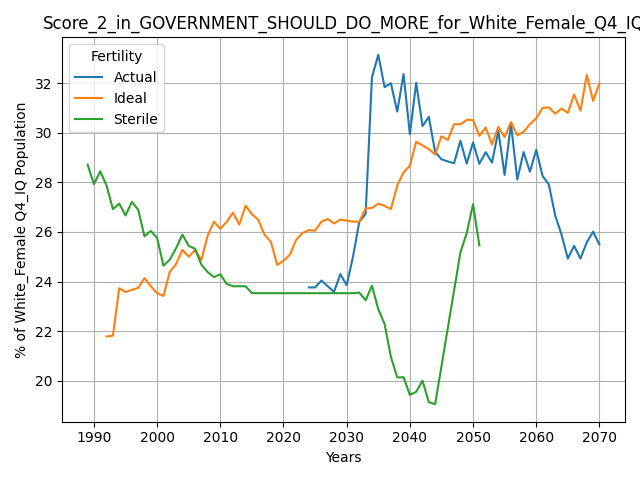 Score_2_in_GOVERNMENT_SHOULD_DO_MORE_for_White_Female_Q4_IQ
Fertility
Actual
Ideal
Sterile
% of White_Female Q4_IQ Population
32
30
28
26
24
22
20
1990 2000 2010 2020 2030 2040 2050 2060 2070
Years